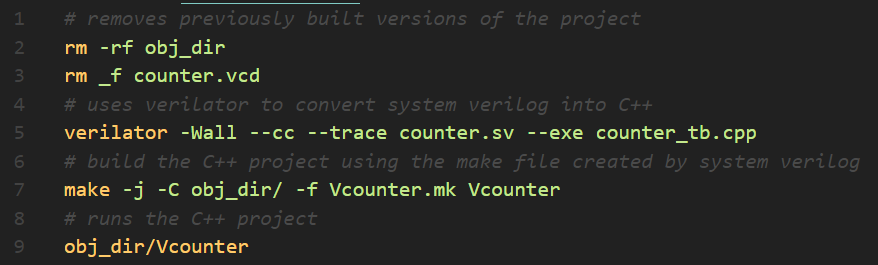 1 # removes previously built versions of the project
2 rm -rf obj_dir
3 rm _f counter.vcd
4 # uses verilator to convert system verilog into C++
5 verilator -Wall --cc --trace counter.sv --exe counter_tb.cpp
6 # build the C++ project using the make file created by system verilog
7 make -j -C obj_dir/ -f Vcounter.mk Vcounter
8 # runs the C++ project
9 obj_dir/Vcounter